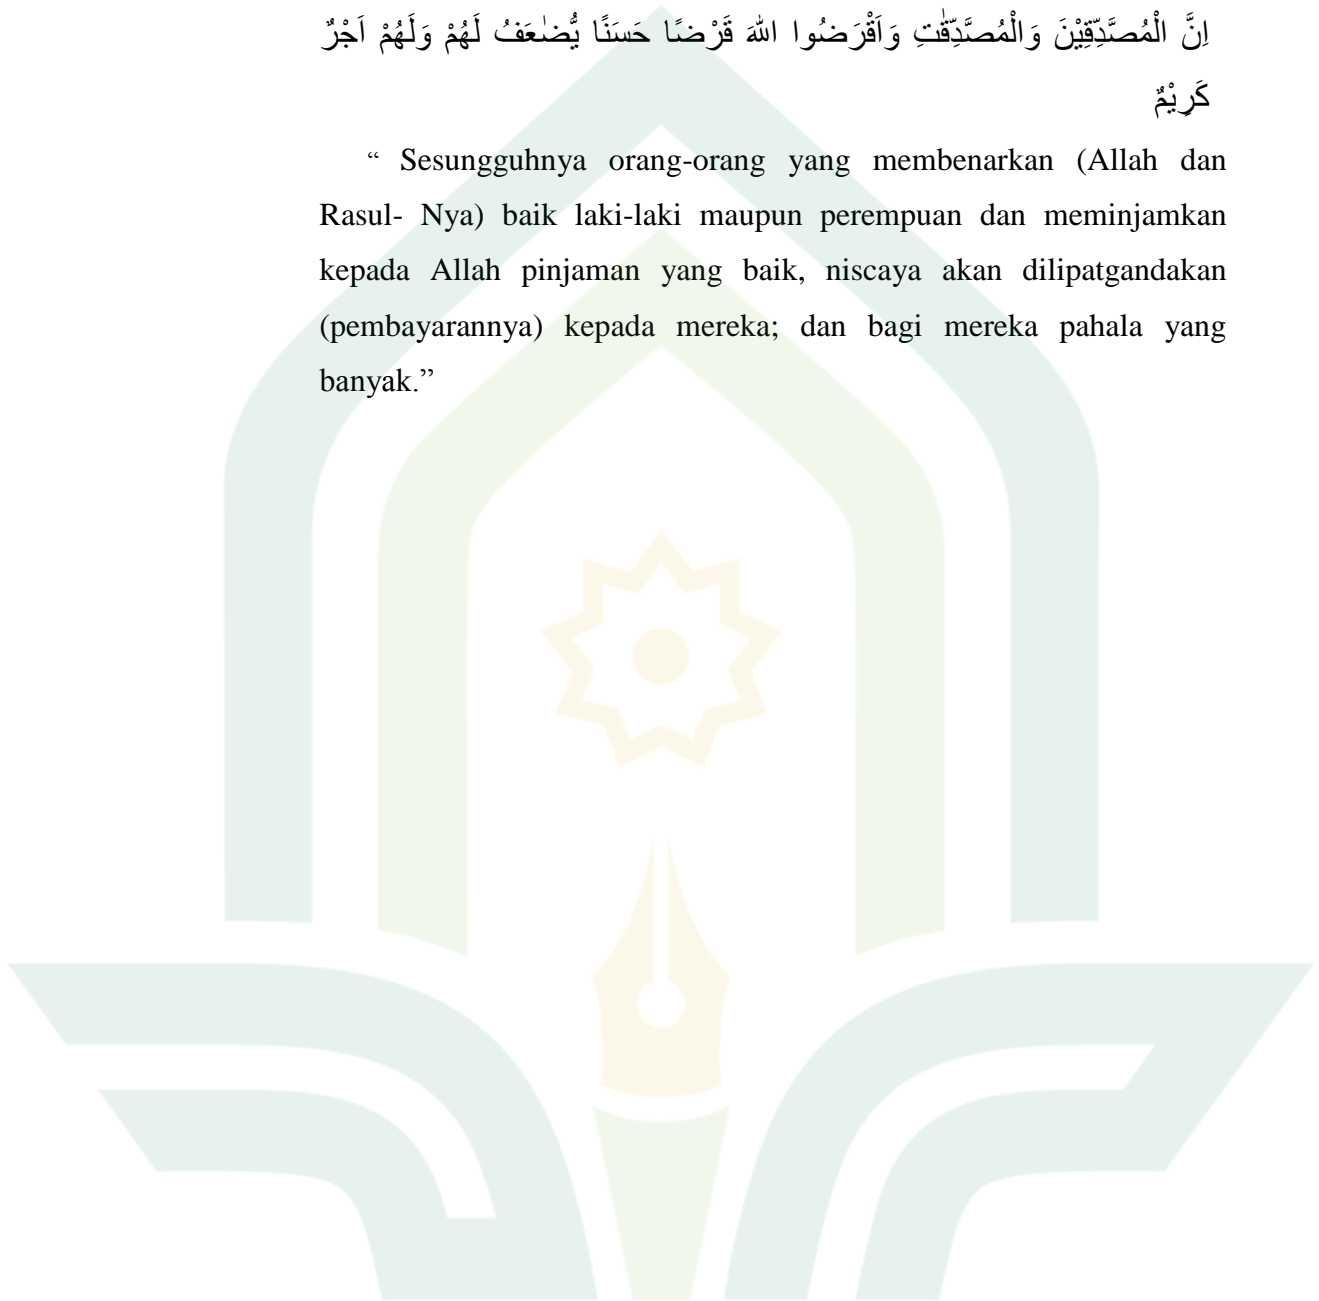 اِنَّ الْمُصَّدِّقِيْنَ وَالْمُصَّدِّقٰتِ وَاَقْرَضُوا اللهَ قَرْضًا حَسَنًا يُّضٰعَفُ لَهُمْ وَلَهُمْ اَجْرٌ
كَرِيْمٌ
“ Sesungguhnya orang-orang yang membenarkan (Allah dan
Rasul- Nya) baik laki-laki maupun perempuan dan meminjamkan
kepada Allah pinjaman yang baik, niscaya akan dilipatgandakan
(pembayarannya) kepada mereka; dan bagi mereka pahala yang
banyak.”